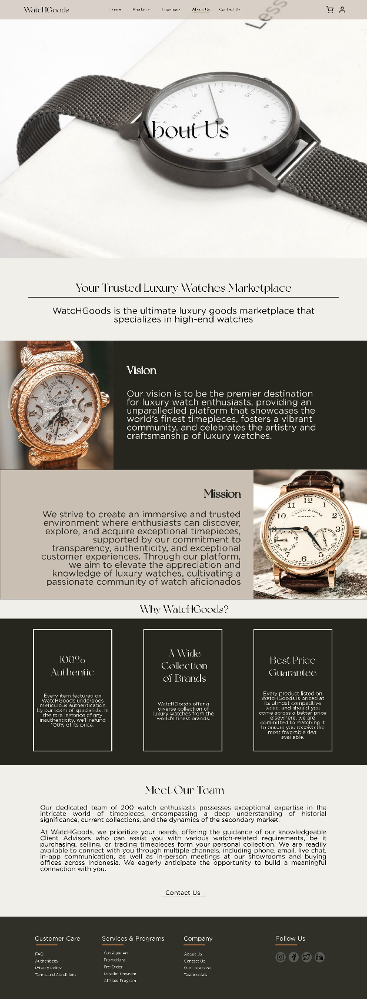 WatcHGoods
Home Products Locations About Us Contact Us
Less
About Us
Your Trusted Luxury Watches Marketplace
WatcHGoods is the ultimate luxury goods marketplace that
specializes in high-end watches
Vision
Our vision is to be the premier destination
for luxury watch enthusiasts, providing an
unparalledled platform that showcases the
world's finest timepieces, fosters a vibrant
community, and celebrates the artistry and
craftsmanship of luxury watches.
Mission
We strive to create an immersive and trusted
environment where enthusiasts can discover,
explore, and acquire exceptional timepieces,
supported by our commitment to
transparency, authenticity, and exceptional
customer experiences. Through our platform,
we aim to elevate the appreciation and
knowledge of luxury watches, cultivating a
passionate community of watch aficionados
Why WatcHGoods?
100%
Authentic
Every item featured on
WatcHGoods undergoes
meticulous authentication
by our team of specialists. In
the rare instance of any
inauthenticity, we'll refund
100% of its price.
A Wide
Collection
of Brands
WatcHGoods offer a
diverse collection of
luxury watches from the
world's finest brands.
Best Price
Guarantee
Every product listed on
WatcHGoods is priced at
its utmost competitive
value, and should you
come across a better price
elsewhere, we are
committed to matching it
to ensure you receive the
most favorable deal
available.
Meet Our Team
Our dedicated team of 200 watch enthusiasts possesses exceptional expertise in the
intricate world of timepieces, encompassing a deep understanding of historial
significance, current collections, and the dynamics of the secondary market.
At WatcHGoods, we prioritize your needs, offering the guidance of our knowledgeable
Client Advisors who can assist you with various watch-related requirements, be it
purchasing, selling, or trading timepieces form your personal collection. We are readily
available to connect with you through multiple channels, including phone, email, live chat,
in-app communication, as well as in-person meetings at our showrooms and buying
offices across Indonesia. We eagerly anticipate the opportunity to build a meaningful
connection with you.
Contact Us
Customer Care
FAQ
Authenticity
Privacy Policy
Terms and Conditions
Services & Programs
Consignment
Promotions
Pre-Order
Reseller Program
Affiliate Program
Company
About Us
Contact Us
Our Locations
Testimonials
Follow Us